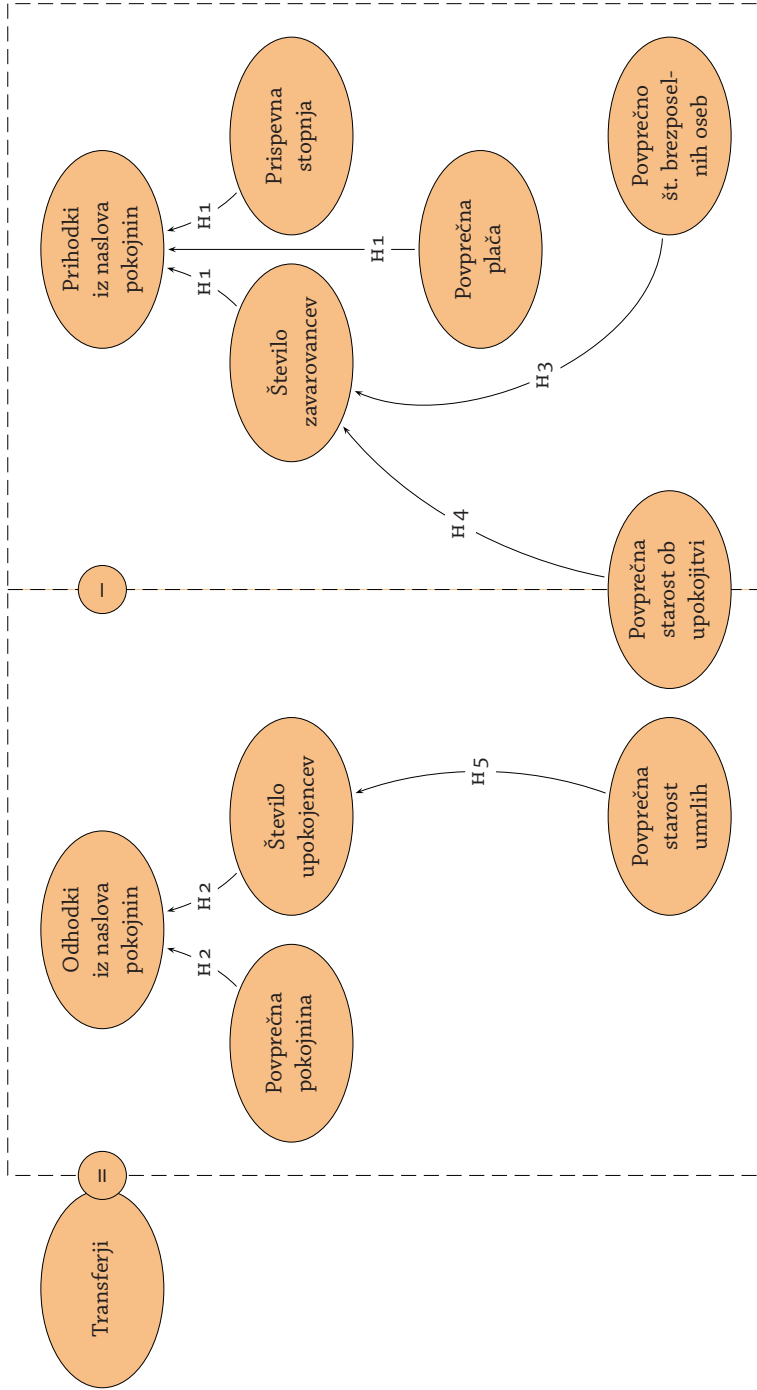 Transferji
=
Odhodki
iz naslova
pokojnin
–
Prihodki
iz naslova
pokojnin
H2
H2
H1
H1
H1
Povprečna
pokojnina
Število
upokojencev
Število
zavarovancev
Prispevna
stopnja
Povprečna
plača
H5
H4
H3
Povprečna
starost
umrlih
Povprečna
starost ob
upokojitvi
Povprečno
št. brezposel-
nih oseb